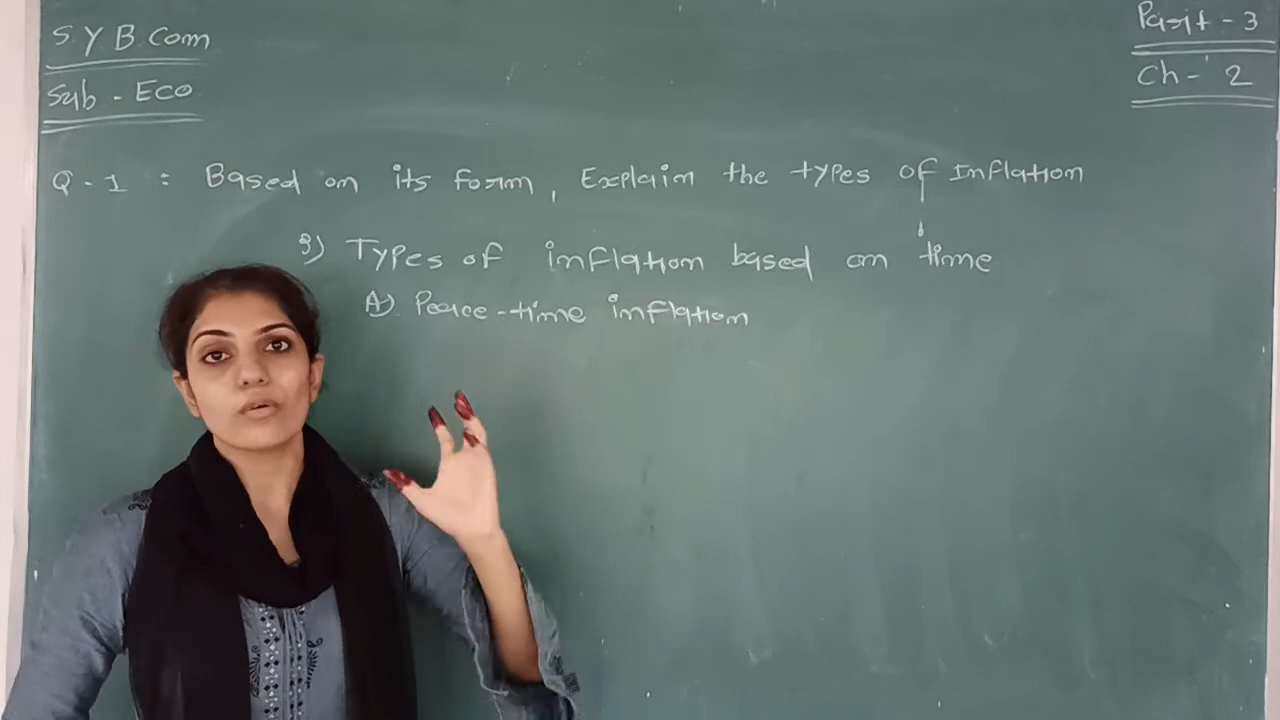 S. Y B. Com
Sub - Eco
Part - 3
Ch - 2
Q - 1 : Based on its form, Explain the types of Inflation
3) Types of inflation based on time
A) Peace-time inflation